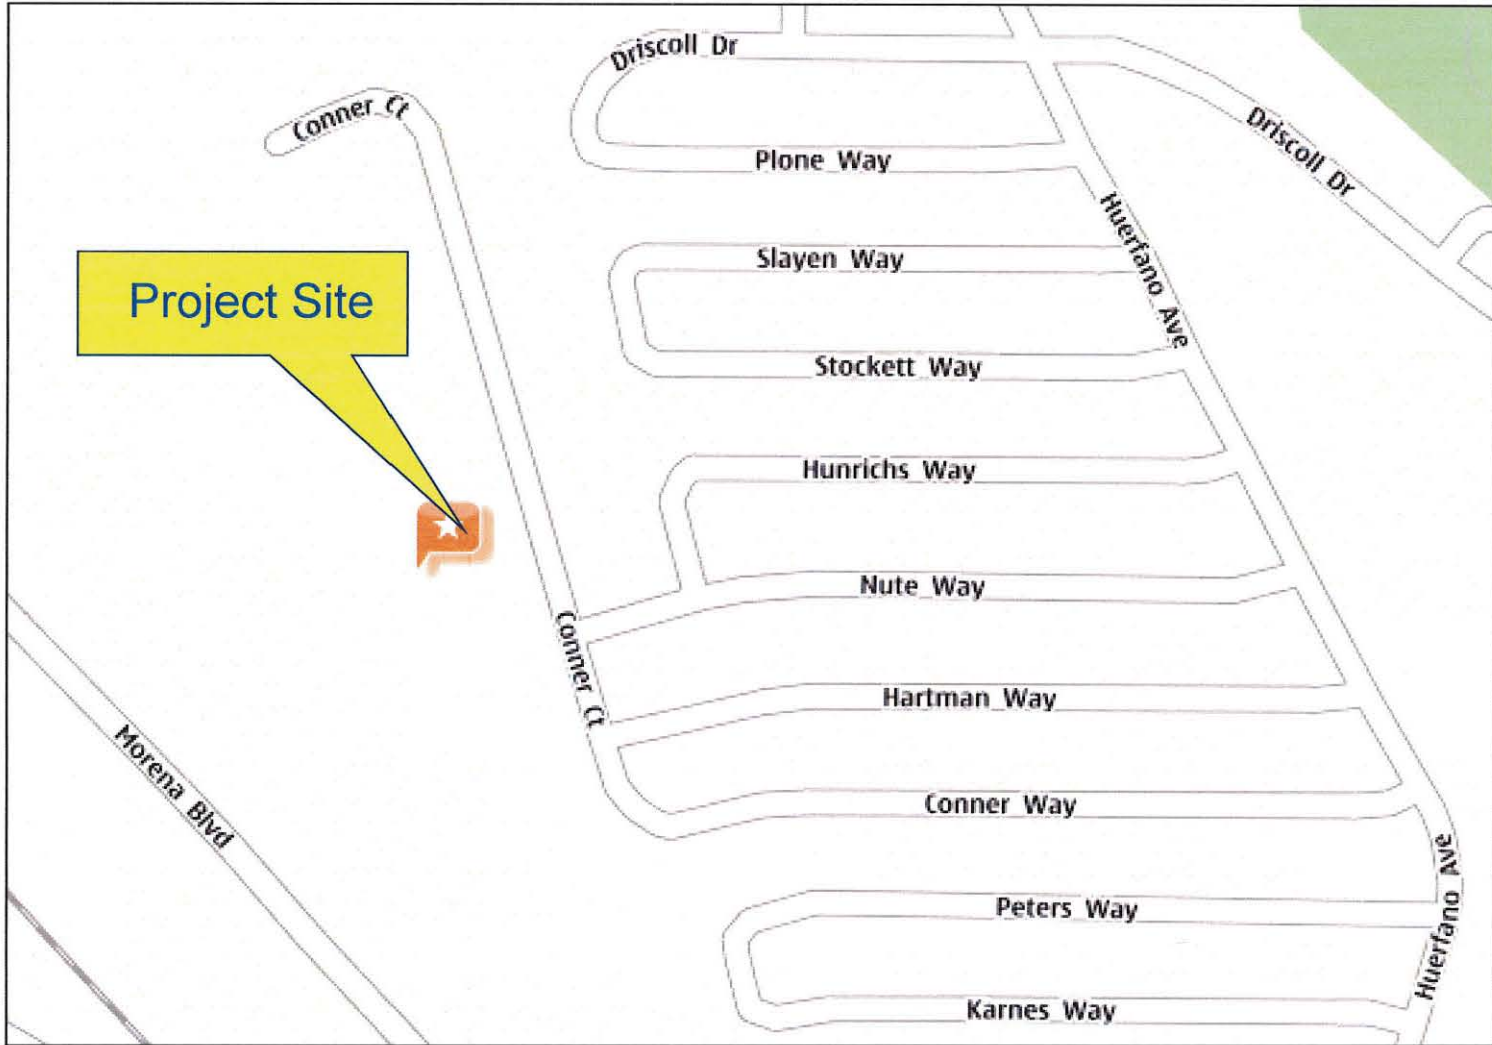 Driscoll Dr
Conner Ct
Plone Way
Driscoll Dr
Huerfano Ave
Slayen Way
Project Site
Stockett Way
Hunrichs Way
Nute Way
Conner Ct
Hartman Way
Morena Blvd
Conner Way
Huerfano Ave
Peters Way
Karnes Way